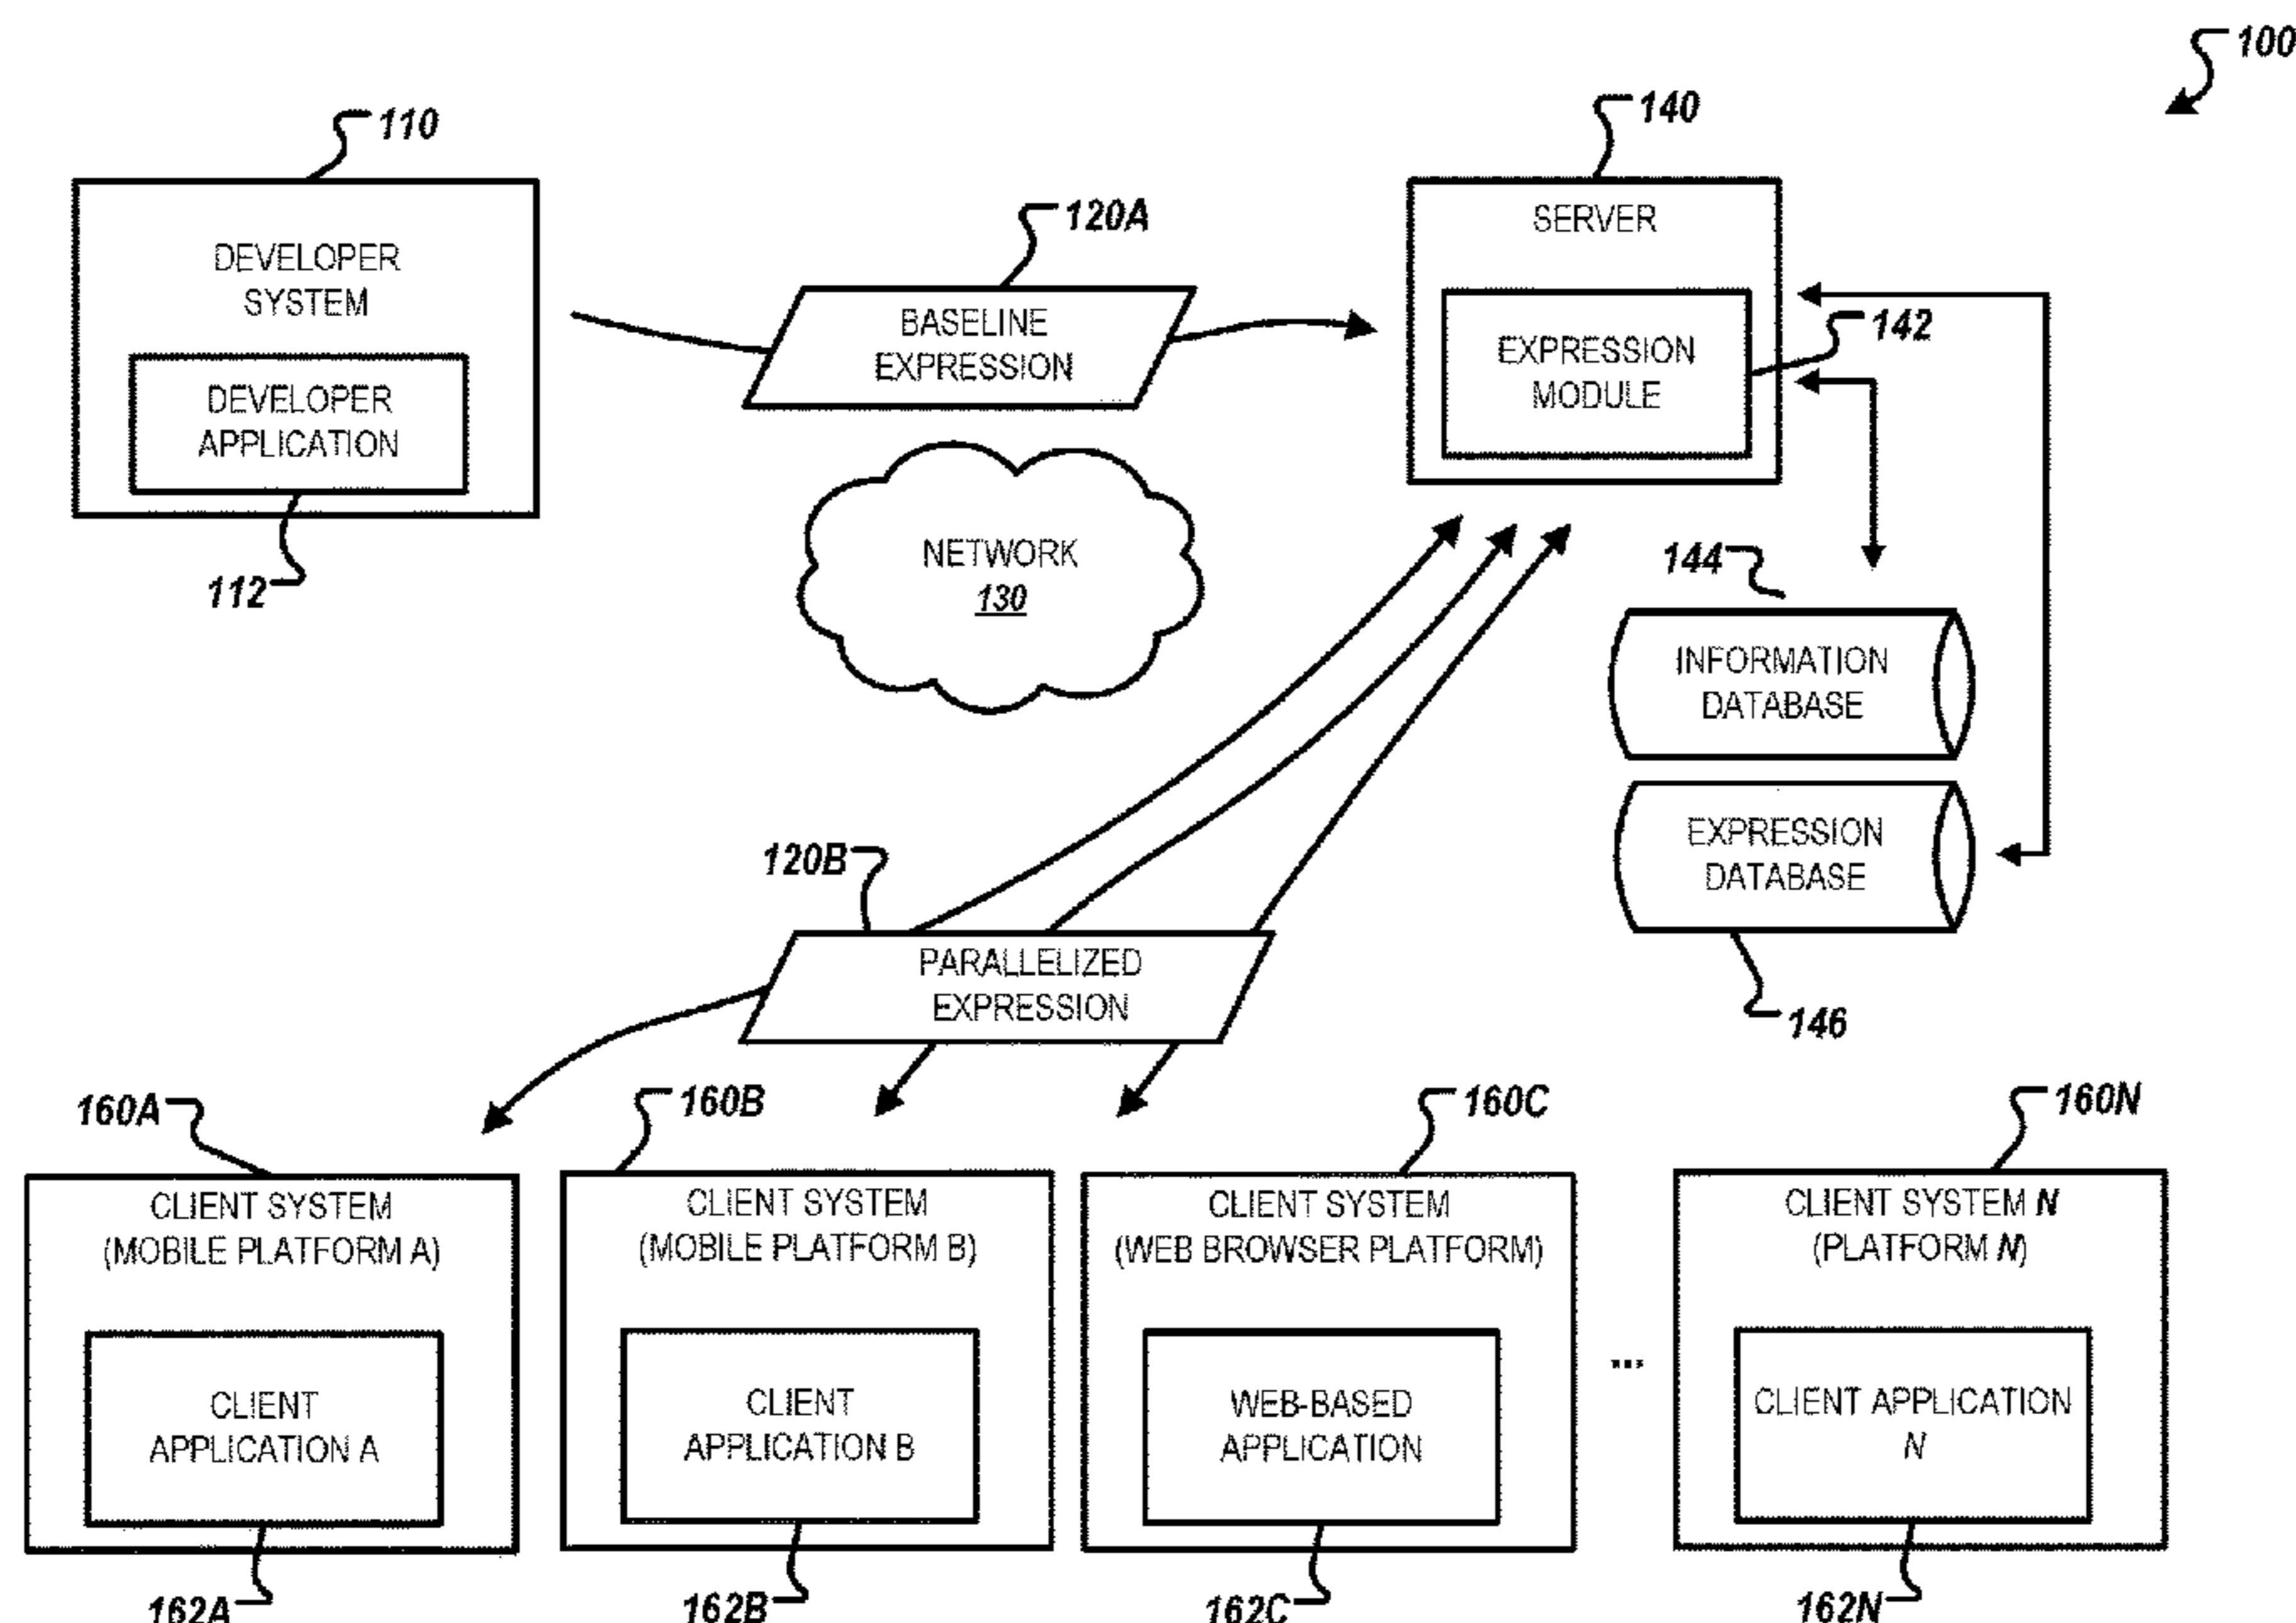 100
110
140
DEVELOPER
SYSTEM
DEVELOPER
APPLICATION
112
120A
BASELINE
EXPRESSION
SERVER
EXPRESSION
MODULE
142
NETWORK
130
144
INFORMATION
DATABASE
EXPRESSION
DATABASE
146
120B
PARALLELIZED
EXPRESSION
160A
160B
160C
160N
CLIENT SYSTEM
(MOBILE PLATFORM A)
CLIENT
APPLICATION A
162A
CLIENT SYSTEM
(MOBILE PLATFORM B)
CLIENT
APPLICATION B
162B
CLIENT SYSTEM
(WEB BROWSER PLATFORM)
WEB-BASED
APPLICATION
162C
...
CLIENT SYSTEM N
(PLATFORM N)
CLIENT APPLICATION
N
162N